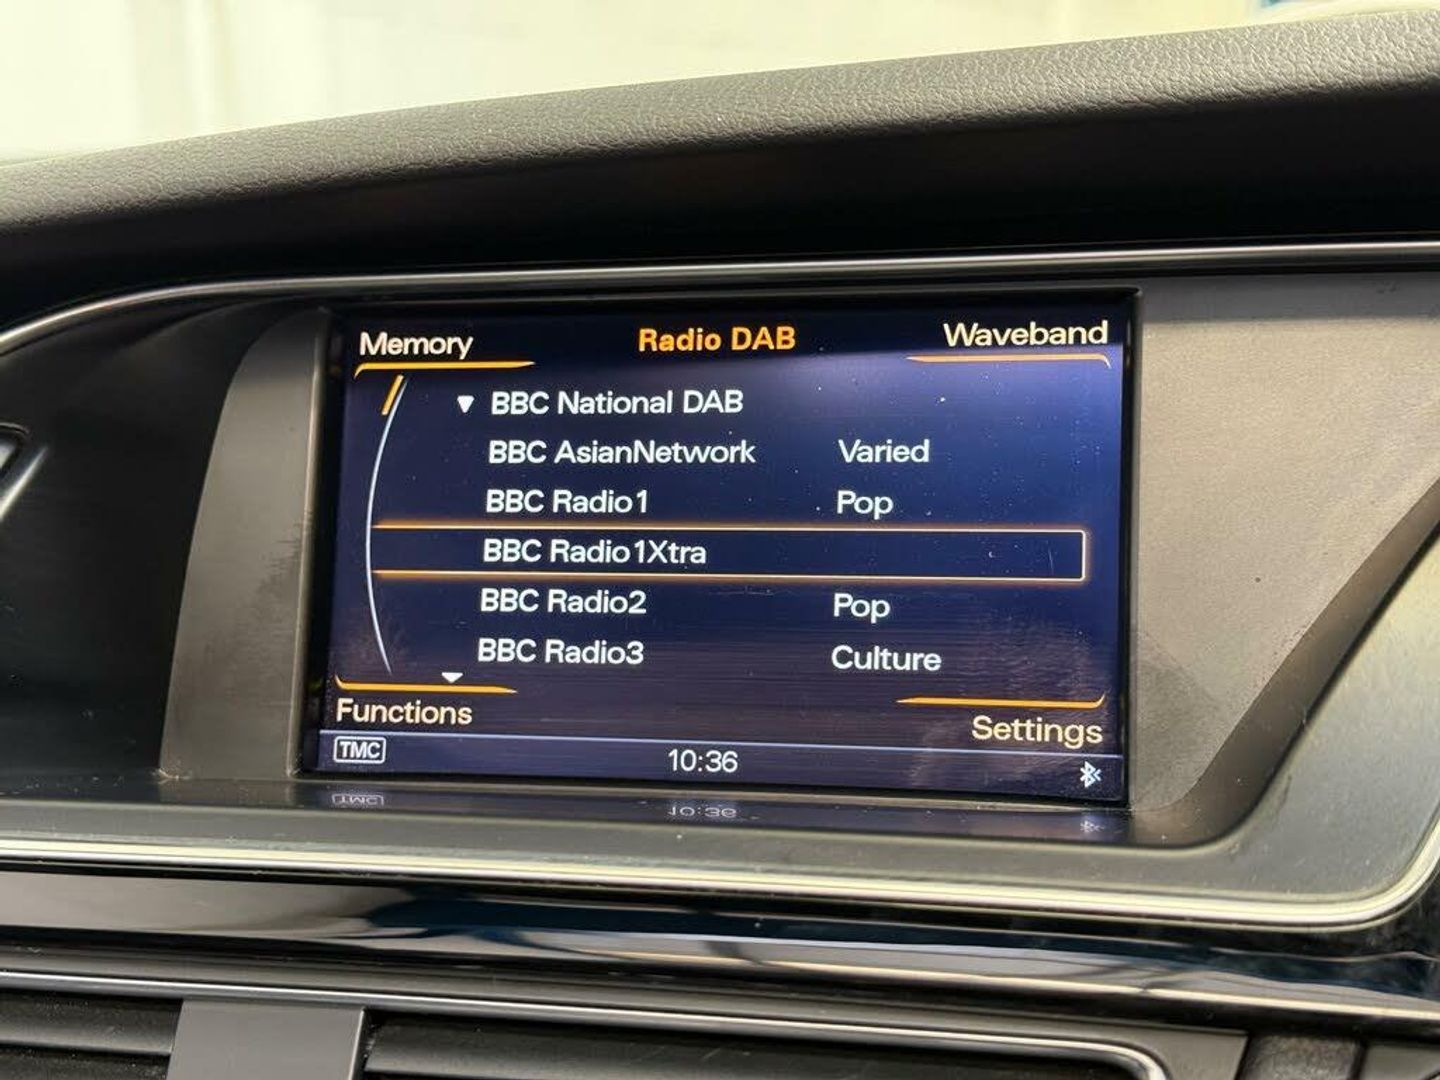 Memory Radio DAB Waveband
BBC National DAB
BBC AsianNetwork Varied
BBC Radio1 Pop
BBC Radio1Xtra
BBC Radio2 Pop
BBC Radio3 Culture
Functions Settings
TMC 10:36